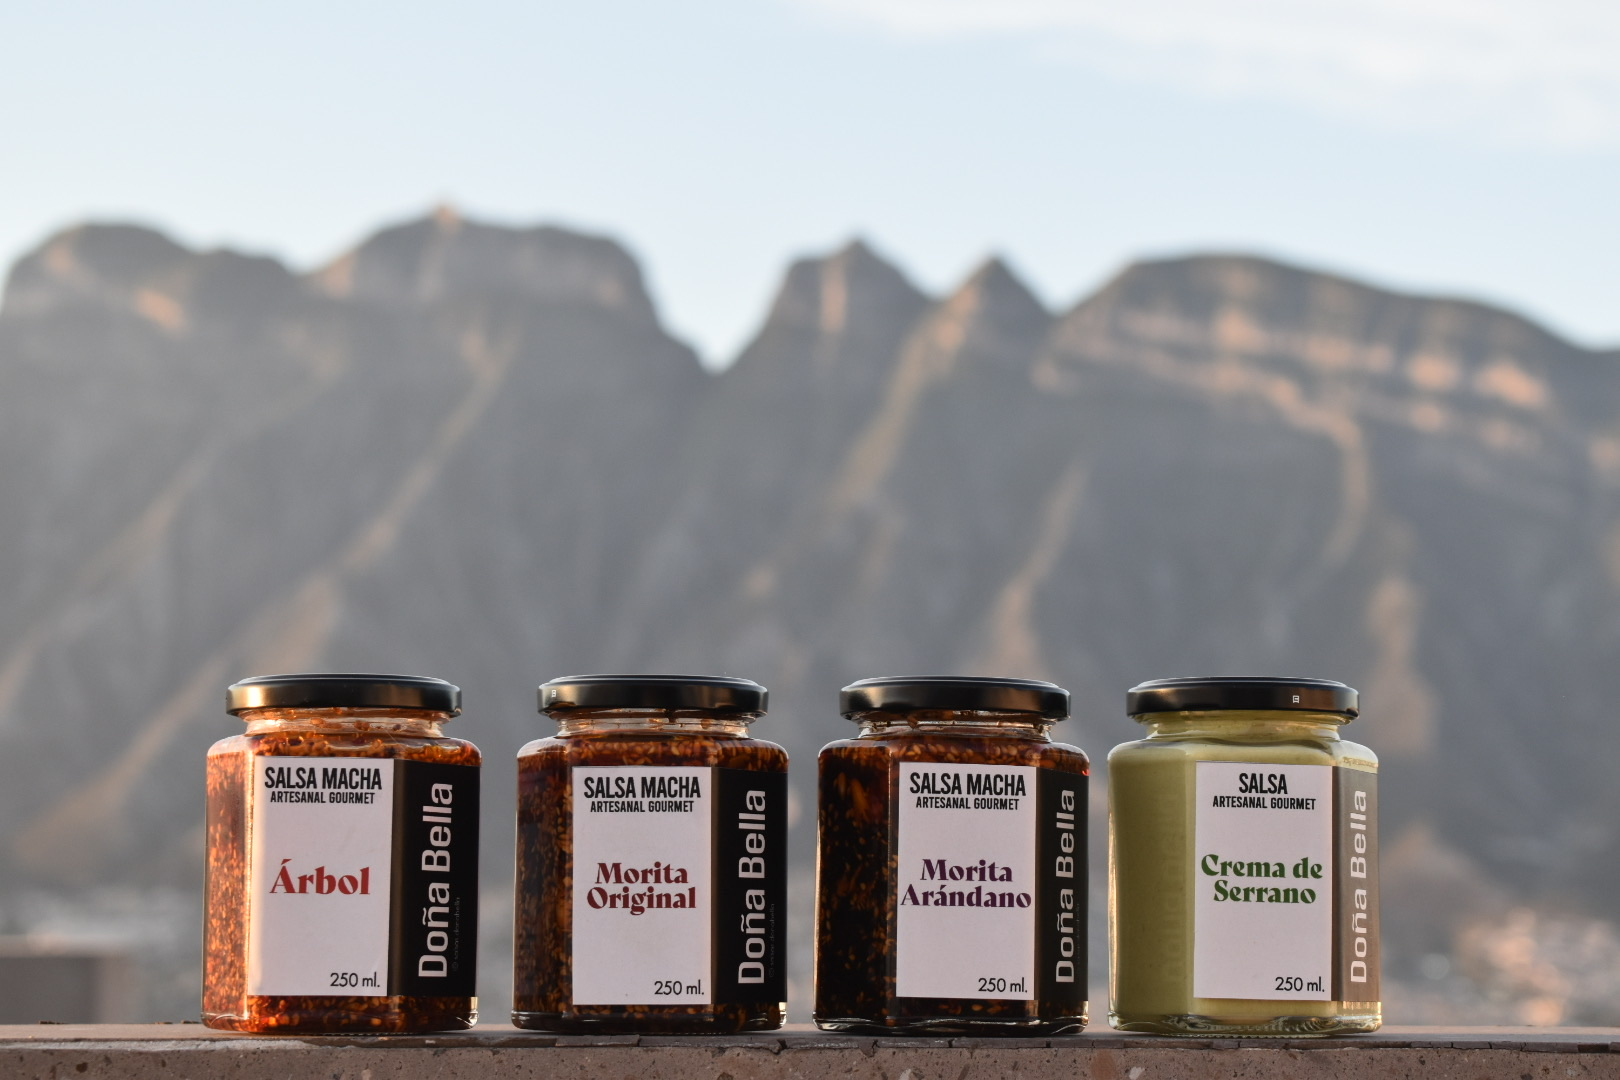 SALSA MACHA
ARTESANAL GOURMET
Árbol
250 ml.
Doña Bella
SALSA MACHA
ARTESANAL GOURMET
Morita
Original
250 ml.
Doña Bella
SALSA MACHA
ARTESANAL GOURMET
Morita
Arándano
250 ml.
Doña Bella
SALSA
ARTESANAL GOURMET
Crema de
Serrano
250 ml.
Doña Bella